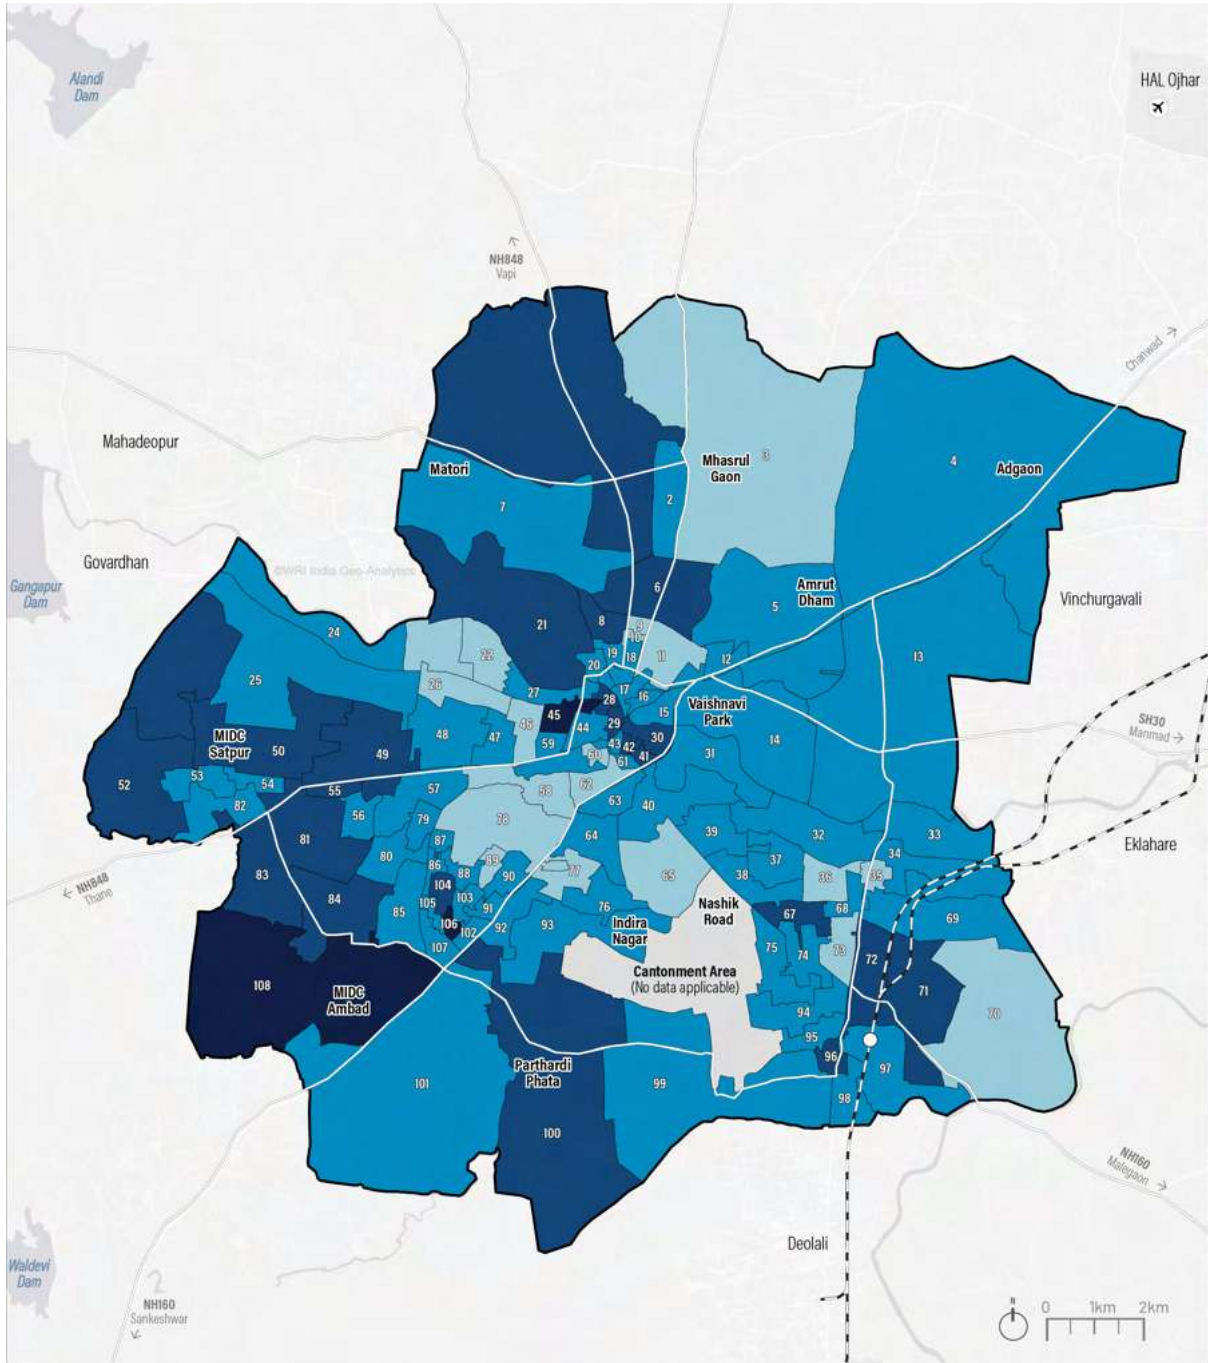 Alandi
Dam
HAL Ojhar
NH848
Vapi
Chanwad
Mahadeopur
Matori
Mhasrul
Gaon
3
4
Adgaon
7
2
Govardhan
©WRI India Geo-Analytics
Gangapur
Dam
6
Amrut
Dham
5
Vinchurgavali
24
21
8
9
10
22
20
19
18
11
12
13
25
26
27
17
16
28
Vaishnavi
Park
45
46
44
29
15
SH30
Manmad
MIDC
Satpur
50
49
48
47
59
43
42
30
41
60
61
31
14
52
53
54
55
57
58
62
82
56
79
78
63
40
81
87
64
39
32
33
80
86
88
89
90
77
65
38
37
34
Eklahare
83
84
104
103
36
35
NH848
Thane
85
105
91
76
Nashik
Road
67
68
69
106
102
92
93
Indira
Nagar
107
75
74
73
72
Cantonment Area
(No data applicable)
108
MIDC
Ambad
71
70
94
95
96
97
Parthardi
Phata
101
99
98
100
NH160
Malegaon
Deolali
Waldevi
Dam
NH160
Sankeshwar
N
0 1km 2km